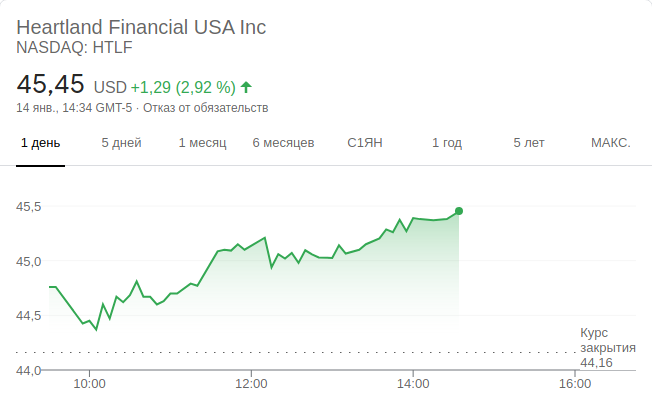 Heartland Financial USA Inc
NASDAQ: HTLF
45,45 USD +1,29 (2,92 %)
14 янв., 14:34 GMT-5 · Отказ от обязательств
1 день 5 дней 1 месяц 6 месяцев С1ЯН 1 год 5 лет МАКС.
45,5
45,0
44,5
Курс
закрытия
44,16
44,0
10:00 12:00 14:00 16:00